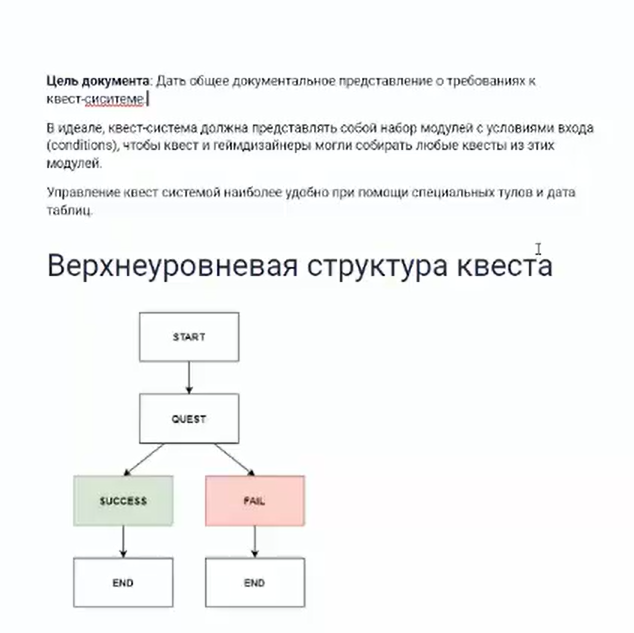 Цель документа: Дать общее документальное представление о требованиях к
квест-сиситеме
В идеале, квест-система должна представлять собой набор модулей с условиями входа
(conditions), чтобы квест и геймдизайнеры могли собирать любые квесты из этих
модулей.
Управление квест системой наиболее удобно при помощи специальных тулов и дата
таблиц.
Верхнеуровневая структура квеста
START
QUEST
SUCCESS
FAIL
END
END